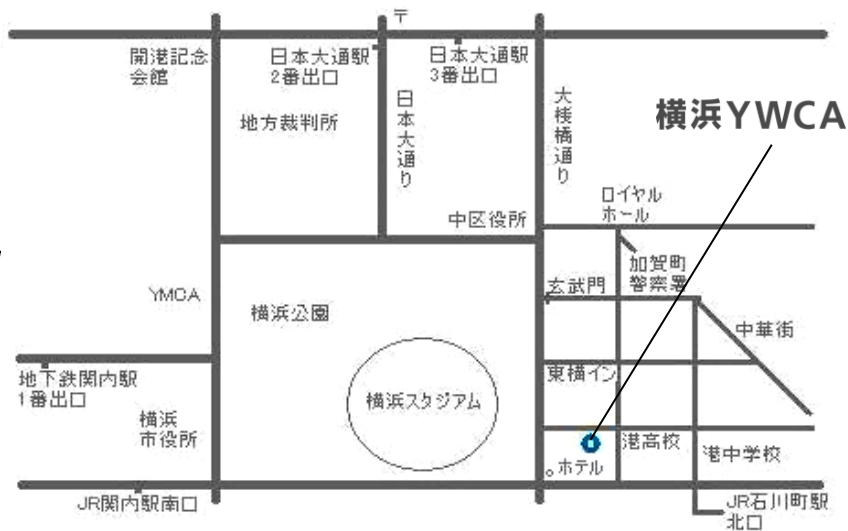 〒
開港記念
会館
日本大通駅
2番出口
日本大通駅
3番出口
地方裁判所
日本大通り
大桟橋通り
横浜YWCA
ロイヤル
ホール
中区役所
加賀町
警察署
玄武門
YMCA
横浜公園
中華街
地下鉄関内駅
1番出口
東横イン
横浜スタジアム
横浜
市役所
港高校
港中学校
ホテル
JR関内駅南口
JR石川町駅
北口